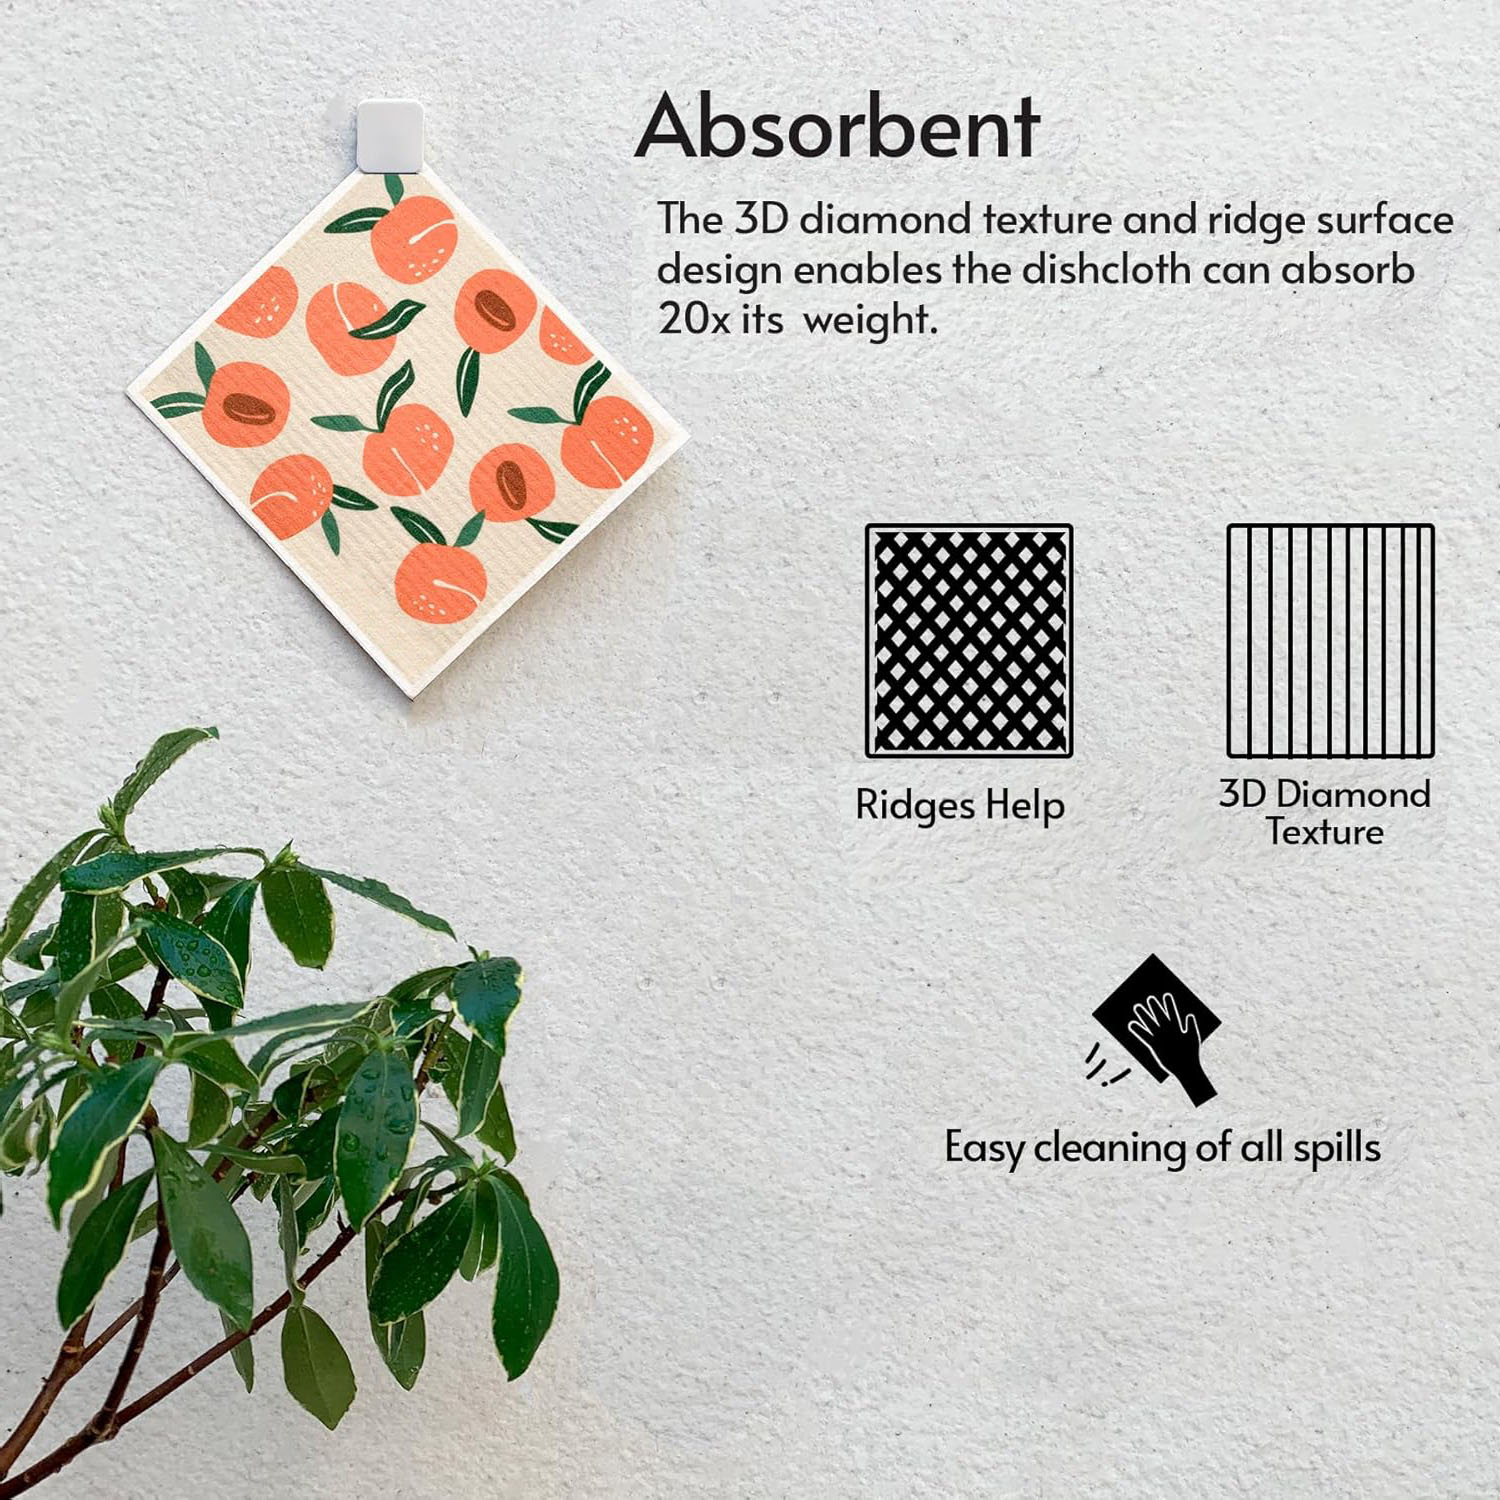 Absorbent
The 3D diamond texture and ridge surface
design enables the dishcloth can absorb
20x its  weight.
Ridges Help
3D Diamond
Texture
Easy cleaning of all spills